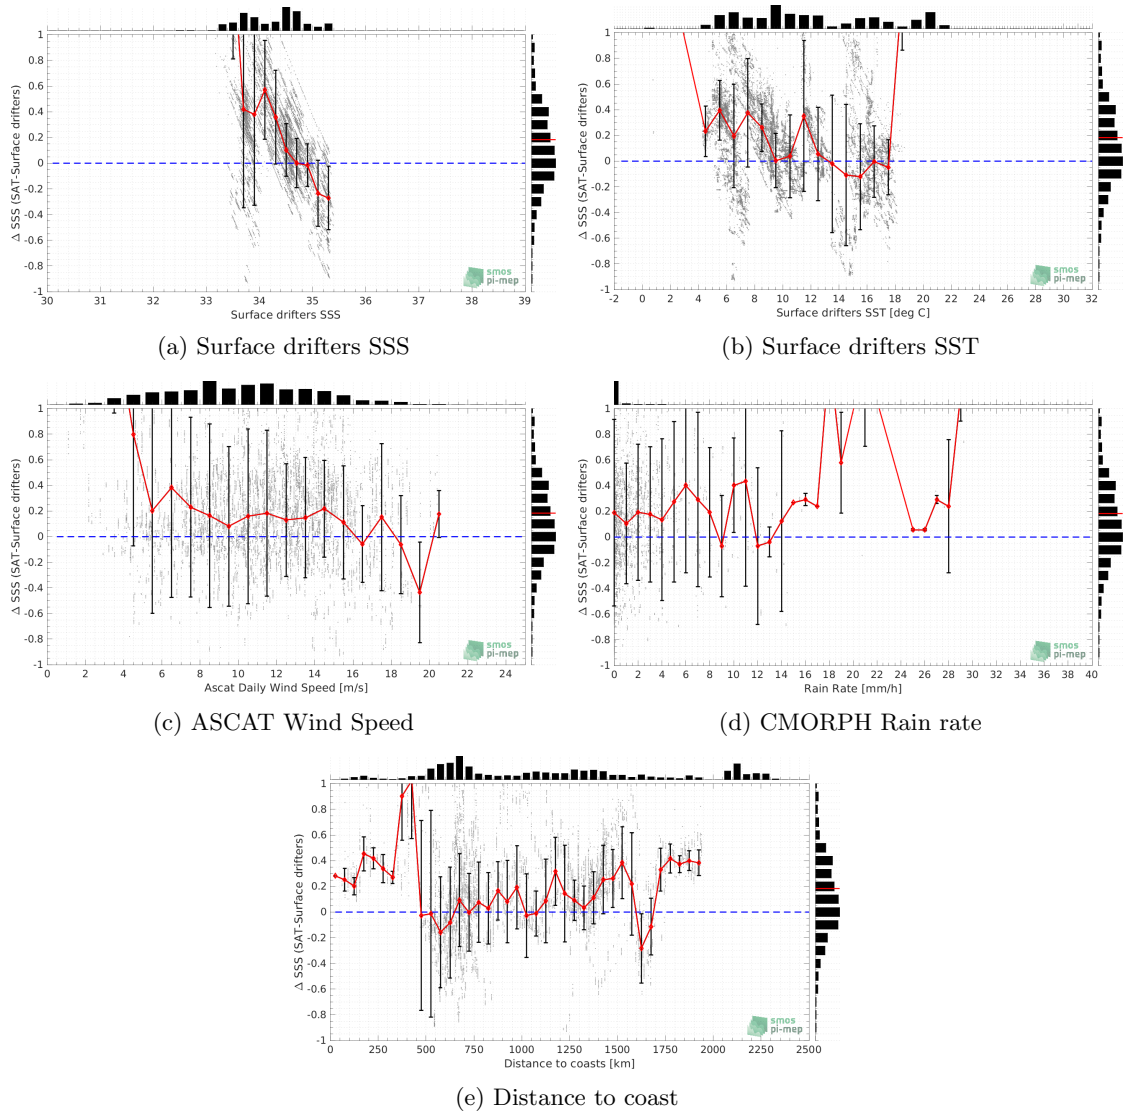 1
0.8
0.6
0.4
0.2
0
-0.2
-0.4
-0.6
-0.8
-1
Δ SSS (SAT-Surface drifters)
30 31 32 33 34 35 36 37 38 39
Surface drifters SSS
smos
pi-mep
(a) Surface drifters SSS
1
0.8
0.6
0.4
0.2
0
-0.2
-0.4
-0.6
-0.8
-1
Δ SSS (SAT-Surface drifters)
-2 0 2 4 6 8 10 12 14 16 18 20 22 24 26 28 30 32
Surface drifters SST [deg C]
smos
pi-mep
(b) Surface drifters SST
1
0.8
0.6
0.4
0.2
0
-0.2
-0.4
-0.6
-0.8
-1
Δ SSS (SAT-Surface drifters)
0 2 4 6 8 10 12 14 16 18 20 22 24
Ascat Daily Wind Speed [m/s]
smos
pi-mep
(c) ASCAT Wind Speed
1
0.8
0.6
0.4
0.2
0
-0.2
-0.4
-0.6
-0.8
-1
Δ SSS (SAT-Surface drifters)
0 2 4 6 8 10 12 14 16 18 20 22 24 26 28 30 32 34 36 38 40
Rain Rate [mm/h]
smos
pi-mep
(d) CMORPH Rain rate
1
0.8
0.6
0.4
0.2
0
-0.2
-0.4
-0.6
-0.8
-1
Δ SSS (SAT-Surface drifters)
0 250 500 750 1000 1250 1500 1750 2000 2250 2500
Distance to coasts [km]
smos
pi-mep
(e) Distance to coast